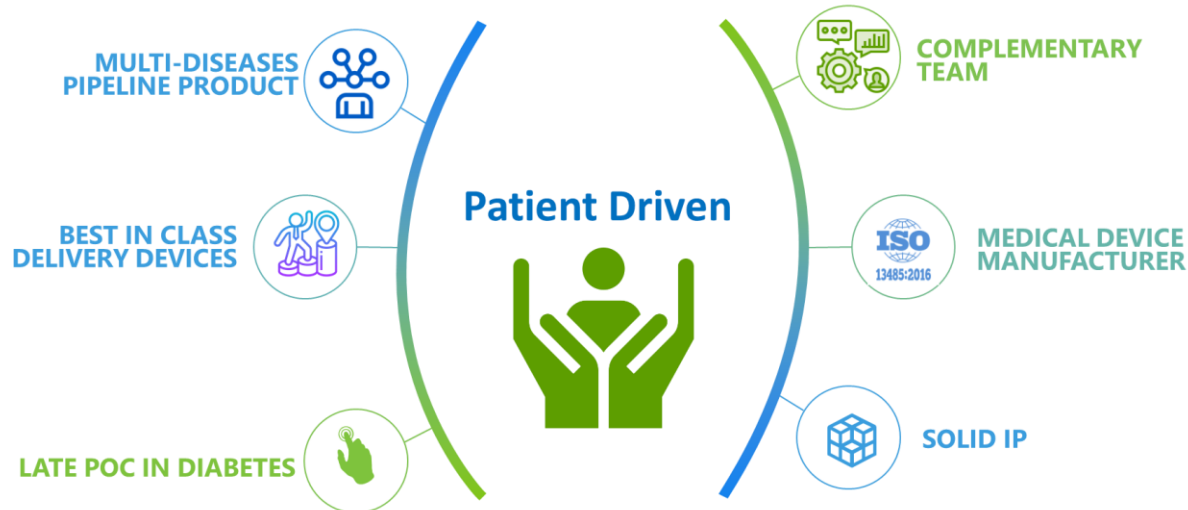 MULTI-DISEASES
PIPELINE PRODUCT
BEST IN CLASS
DELIVERY DEVICES
LATE POC IN DIABETES
Patient Driven
COMPLEMENTARY
TEAM
ISO
13485:2016
MEDICAL DEVICE
MANUFACTURER
SOLID IP